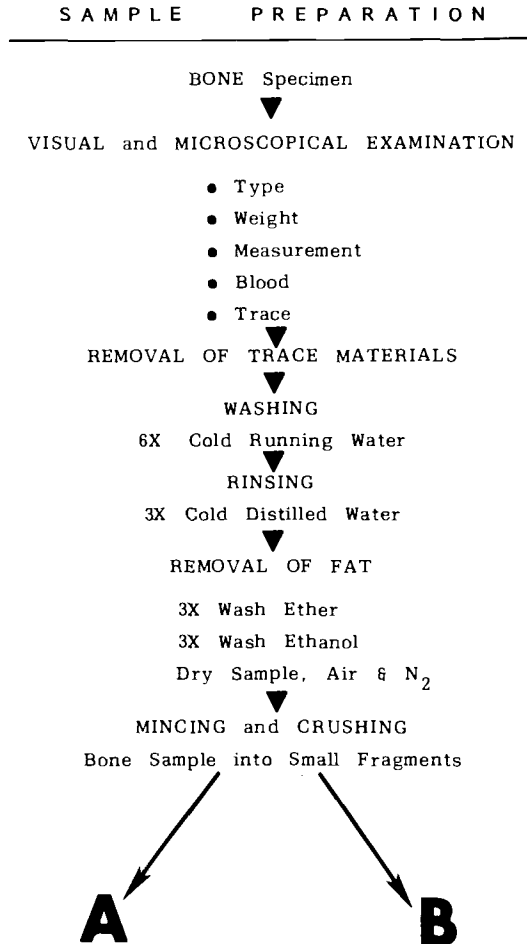 SAMPLE PREPARATION
BONE Specimen
VISUAL and MICROSCOPICAL EXAMINATION
• Type
• Weight
• Measurement
• Blood
• Trace
REMOVAL OF TRACE MATERIALS
WASHING
6X Cold Running Water
RINSING
3X Cold Distilled Water
REMOVAL OF FAT
3X Wash Ether
3X Wash Ethanol
Dry Sample, Air & N2
MINCING and CRUSHING
Bone Sample into Small Fragments
A B